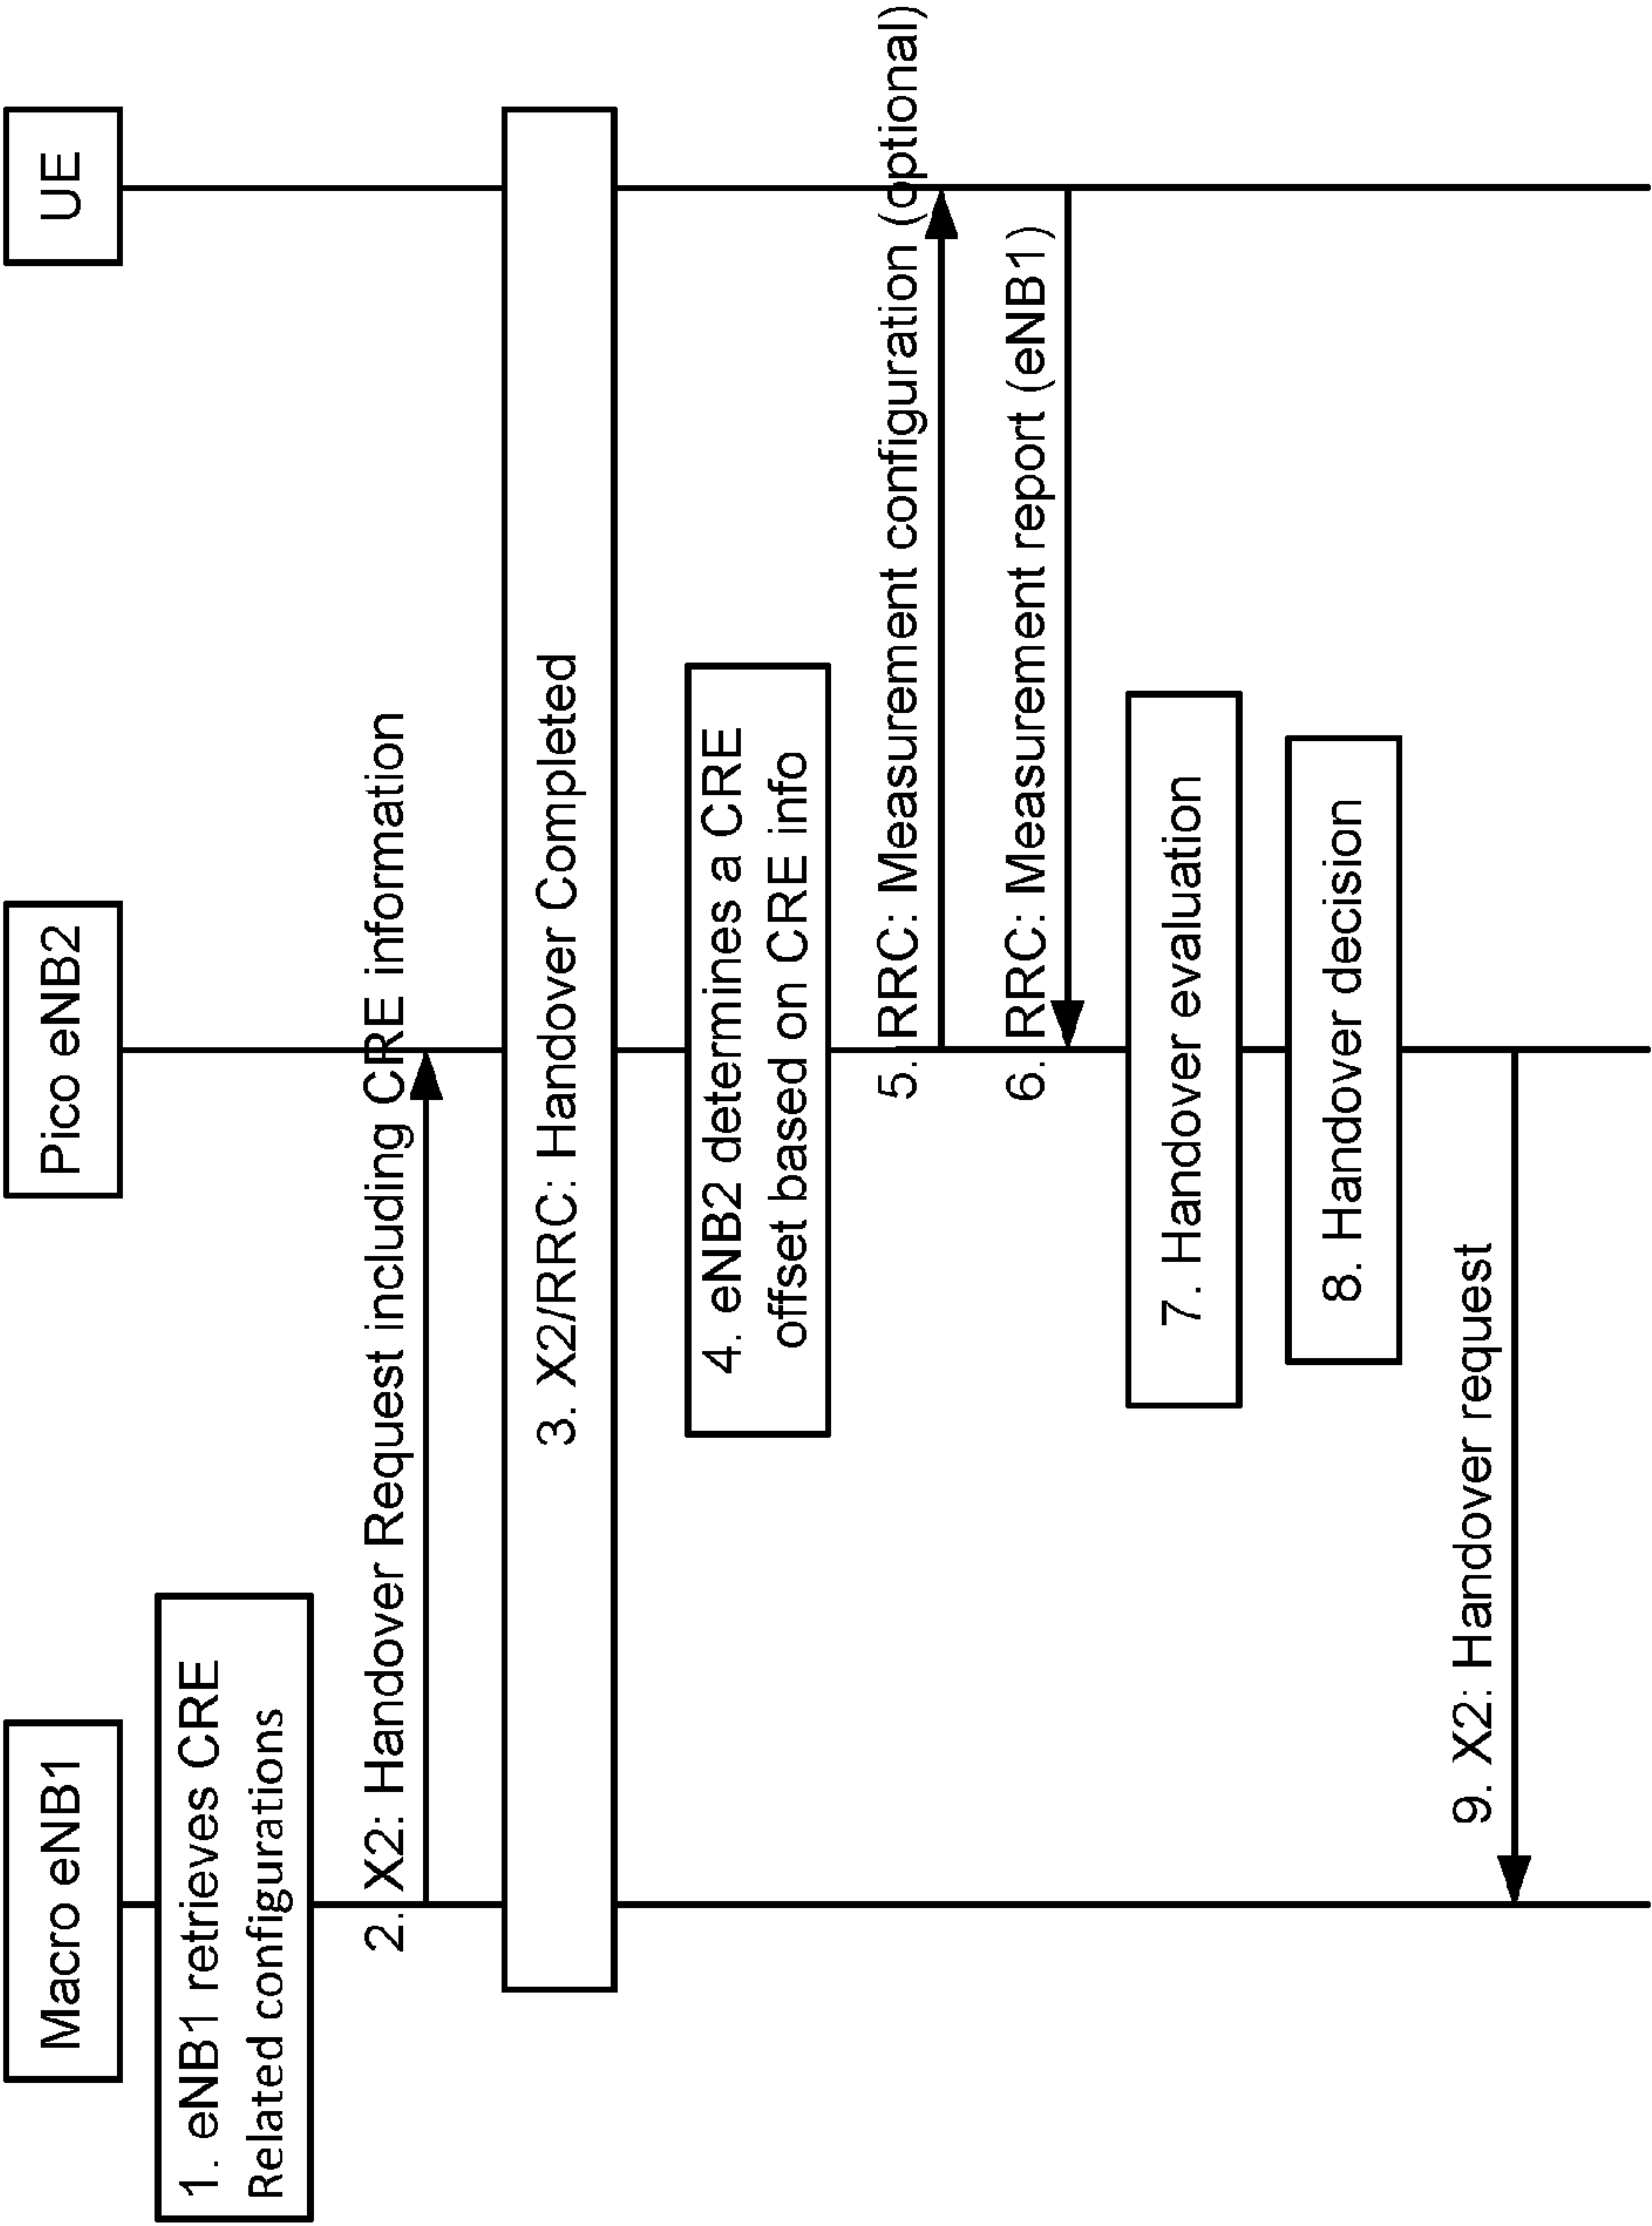 Macro eNB1
Pico eNB2
UE
1. eNB1 retrieves CRE
Related configurations
2. X2: Handover Request including CRE information
3. X2/RRC: Handover Completed
4. eNB2 determines a CRE
offset based on CRE info
5. RRC: Measurement configuration (optional)
6. RRC: Measurement report (eNB1)
7. Handover evaluation
8. Handover decision
9. X2: Handover request